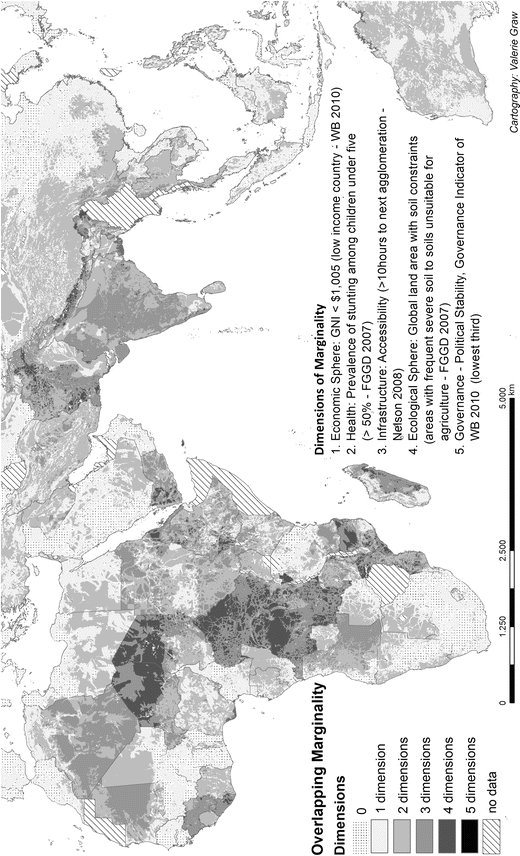 Dimensions of Marginality
1. Economic Sphere: GNI < $1,005 (low income country - WB 2010)
2. Health: Prevalence of stunting among children under five
(> 50% - FGGD 2007)
3. Infrastructure: Accessibility (>10hours to next agglomeration -
Nelson 2008)
4. Ecological Sphere: Global land area with soil constraints
(areas with frequent severe soil to soils unsuitable for
agriculture - FGGD 2007)
5. Governance - Political Stability, Governance Indicator of
WB 2010 (lowest third)
Overlapping Marginality
Dimensions
0
1 dimension
2 dimensions
3 dimensions
4 dimensions
5 dimensions
no data
0 1.250 2.500 5.000
km
Cartography: Valerie Graw